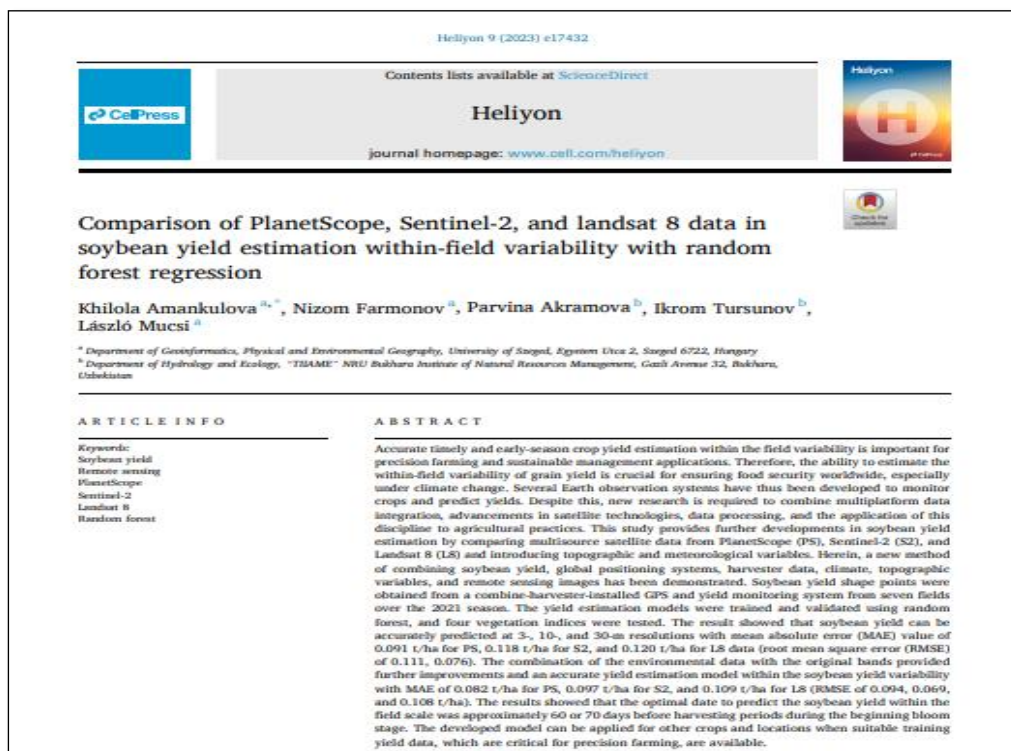 Heliyon 9 (2023) e17432
Contents lists available at ScienceDirect
CelPress
Heliyon
journal homepage: www.cell.com/heliyon
Heliyon
Check for updates
Comparison of PlanetScope, Sentinel-2, and landsat 8 data in
soybean yield estimation within-field variability with random
forest regression
Khilola Amankulova a,*, Nizom Farmonov a, Parvina Akramova b, Ikrom Tursunov b,
László Mucsi a
a Department of Geoinformatics, Physical and Environmental Geography, University of Szeged, Egyetem Utca 2, Szeged 6722, Hungary
b Department of Hydrology and Ecology, "TIIAME" NRU Bukhara Institute of Natural Resources Management, Gazli Avenue 32, Bukhara,
Uzbekistan
ARTICLE INFO
Keywords:
Soybean yield
Remote sensing
PlanetScope
Sentinel-2
Landsat 8
Random forest
ABSTRACT
Accurate timely and early-season crop yield estimation within the field variability is important for
precision farming and sustainable management applications. Therefore, the ability to estimate the
within-field variability of grain yield is crucial for ensuring food security worldwide, especially
under climate change. Several Earth observation systems have thus been developed to monitor
crops and predict yields. Despite this, new research is required to combine multiplatform data
integration, advancements in satellite technologies, data processing, and the application of this
discipline to agricultural practices. This study provides further developments in soybean yield
estimation by comparing multisource satellite data from PlanetScope (PS), Sentinel-2 (S2), and
Landsat 8 (L8) and introducing topographic and meteorological variables. Herein, a new method
of combining soybean yield, global positioning systems, harvester data, climate, topographic
variables, and remote sensing images has been demonstrated. Soybean yield shape points were
obtained from a combine-harvester-installed GPS and yield monitoring system from seven fields
over the 2021 season. The yield estimation models were trained and validated using random
forest, and four vegetation indices were tested. The result showed that soybean yield can be
accurately predicted at 3-, 10-, and 30-m resolutions with mean absolute error (MAE) value of
0.091 t/ha for PS, 0.118 t/ha for S2, and 0.120 t/ha for L8 data (root mean square error (RMSE)
of 0.111, 0.076). The combination of the environmental data with the original bands provided
further improvements and an accurate yield estimation model within the soybean yield variability
with MAE of 0.082 t/ha for PS, 0.097 t/ha for S2, and 0.109 t/ha for L8 (RMSE of 0.094, 0.069,
and 0.108 t/ha). The results showed that the optimal date to predict the soybean yield within the
field scale was approximately 60 or 70 days before harvesting periods during the beginning bloom
stage. The developed model can be applied for other crops and locations when suitable training
yield data, which are critical for precision farming, are available.